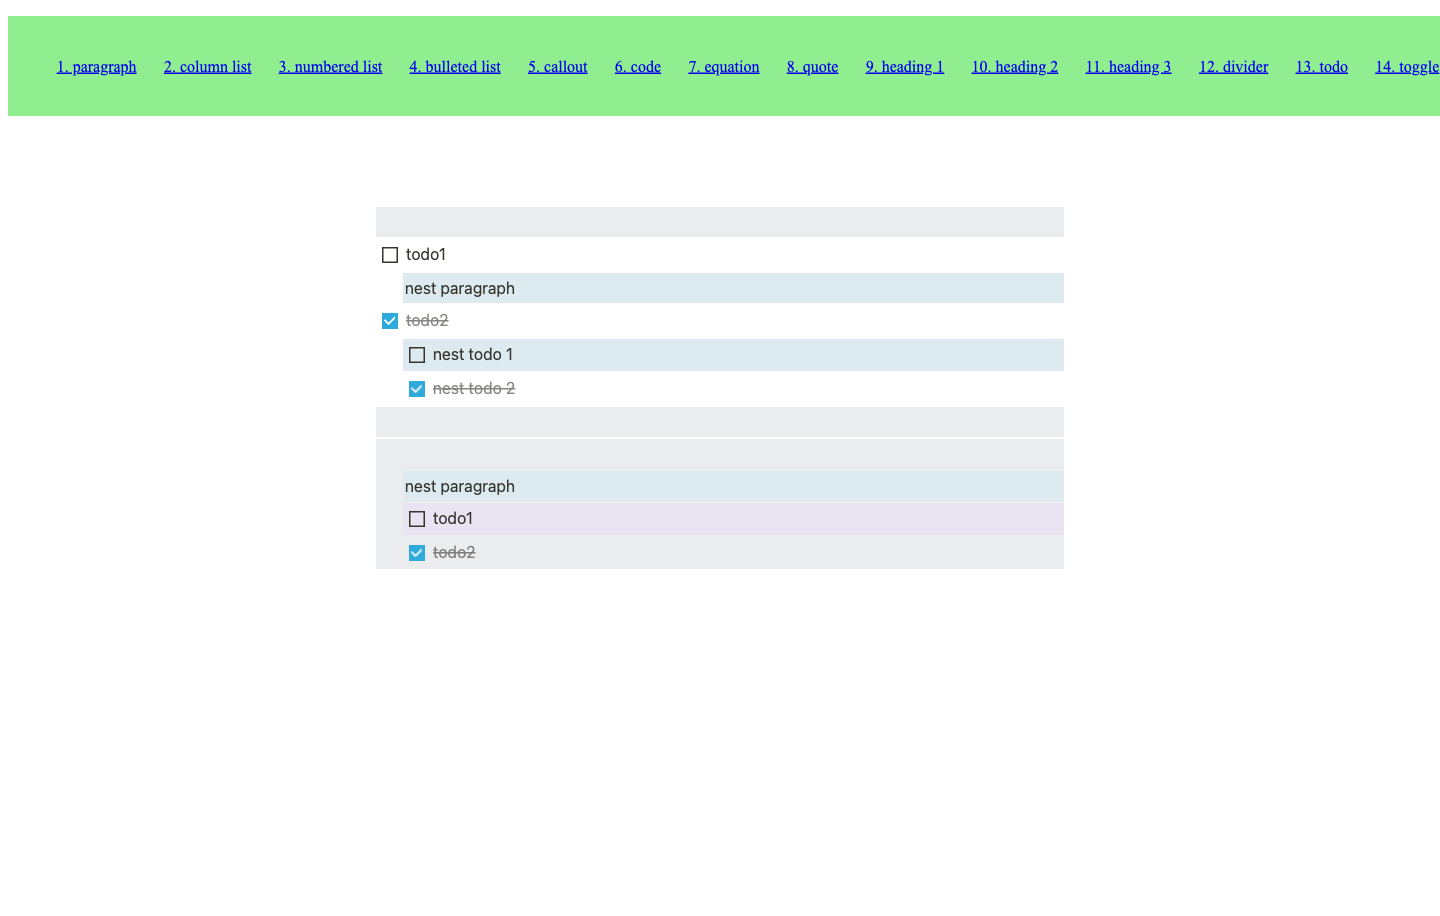 1. paragraph 2. column list 3. numbered list 4. bulleted list 5. callout 6. code 7. equation 8. quote 9. heading 1 10. heading 2 11. heading 3 12. divider 13. todo 14. toggle
todo1
nest paragraph
todo2
nest todo 1
nest todo 2
nest paragraph
todo1
todo2